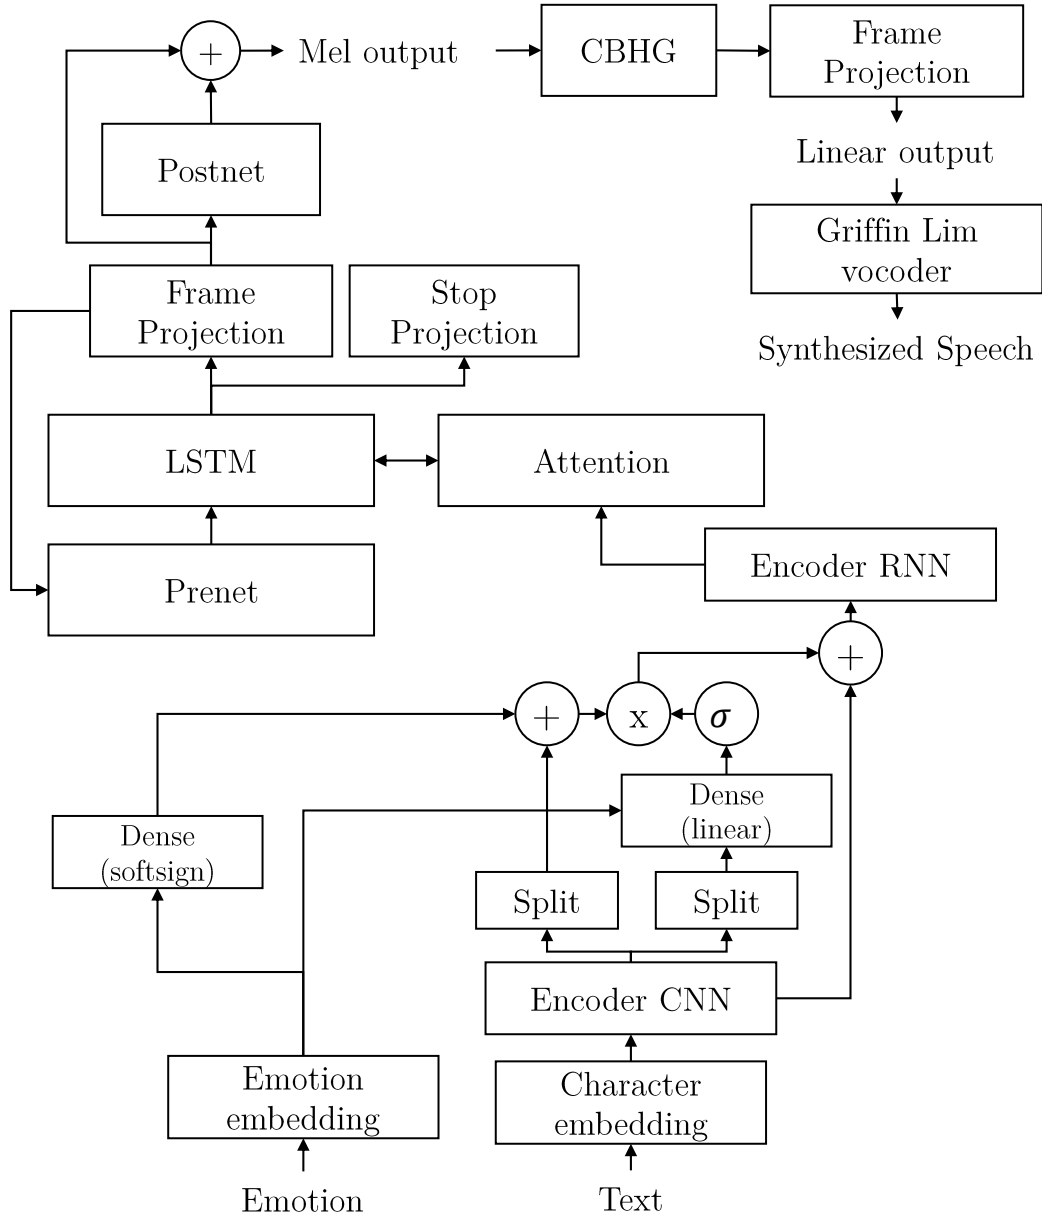 +
Mel output
CBHG
Frame
Projection
Postnet
Linear output
Griffin Lim
vocoder
Frame
Projection
Stop
Projection
Synthesized Speech
LSTM
Attention
Encoder RNN
Prenet
+
+
x
σ
Dense
(linear)
Dense
(softsign)
Split
Split
Encoder CNN
Emotion
embedding
Character
embedding
Emotion
Text